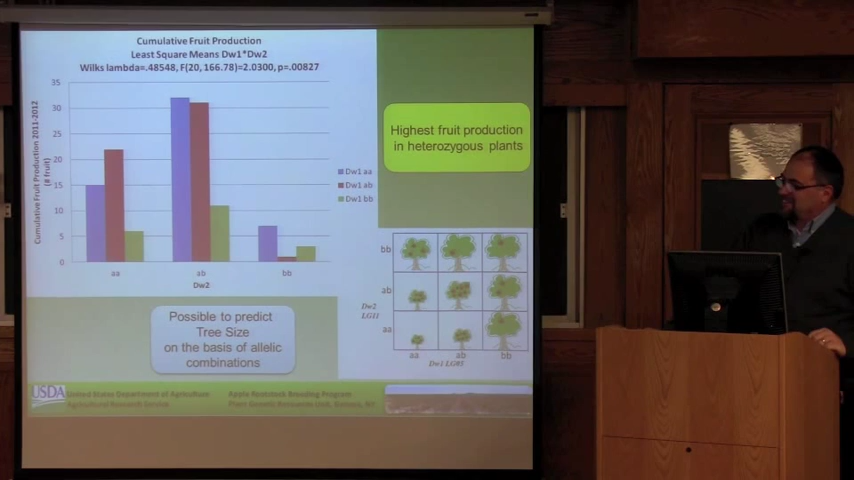 Cumulative Fruit Production
Least Square Means Dw1*Dw2
Wilks lambda=.48548, F(20, 166.78)=2.0300, p=.00827
Cumulative Fruit Production 2011-2012
(# fruit)
35
30
25
20
15
10
5
0
aa
ab
bb
Dw2
Dw1 aa
Dw1 ab
Dw1 bb
Highest fruit production
in heterozygous plants
bb
ab
aa
Dw2
LG11
aa
ab
bb
Dw1 LG05
Possible to predict
Tree Size
on the basis of allelic
combinations
USDA
United States Department of Agriculture
Agricultural Research Service
Apple Rootstock Breeding Program
Plant Genetic Resources Unit, Geneva, NY